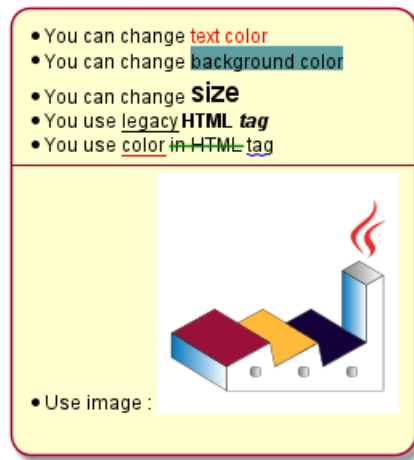 • You can change text color
• You can change background color
• You can change size
• You use legacy HTML tag
• You use color in HTML tag
• Use image :